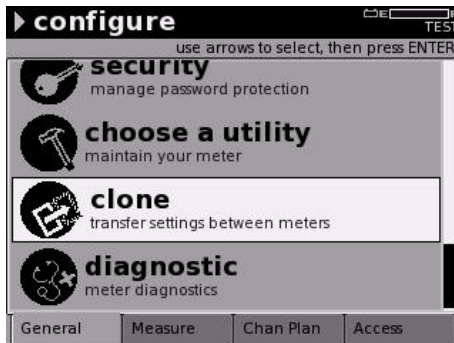 configure
E F
TEST
use arrows to select, then press ENTER
security
manage password protection
choose a utility
maintain your meter
clone
transfer settings between meters
diagnostic
meter diagnostics
General Measure Chan Plan Access